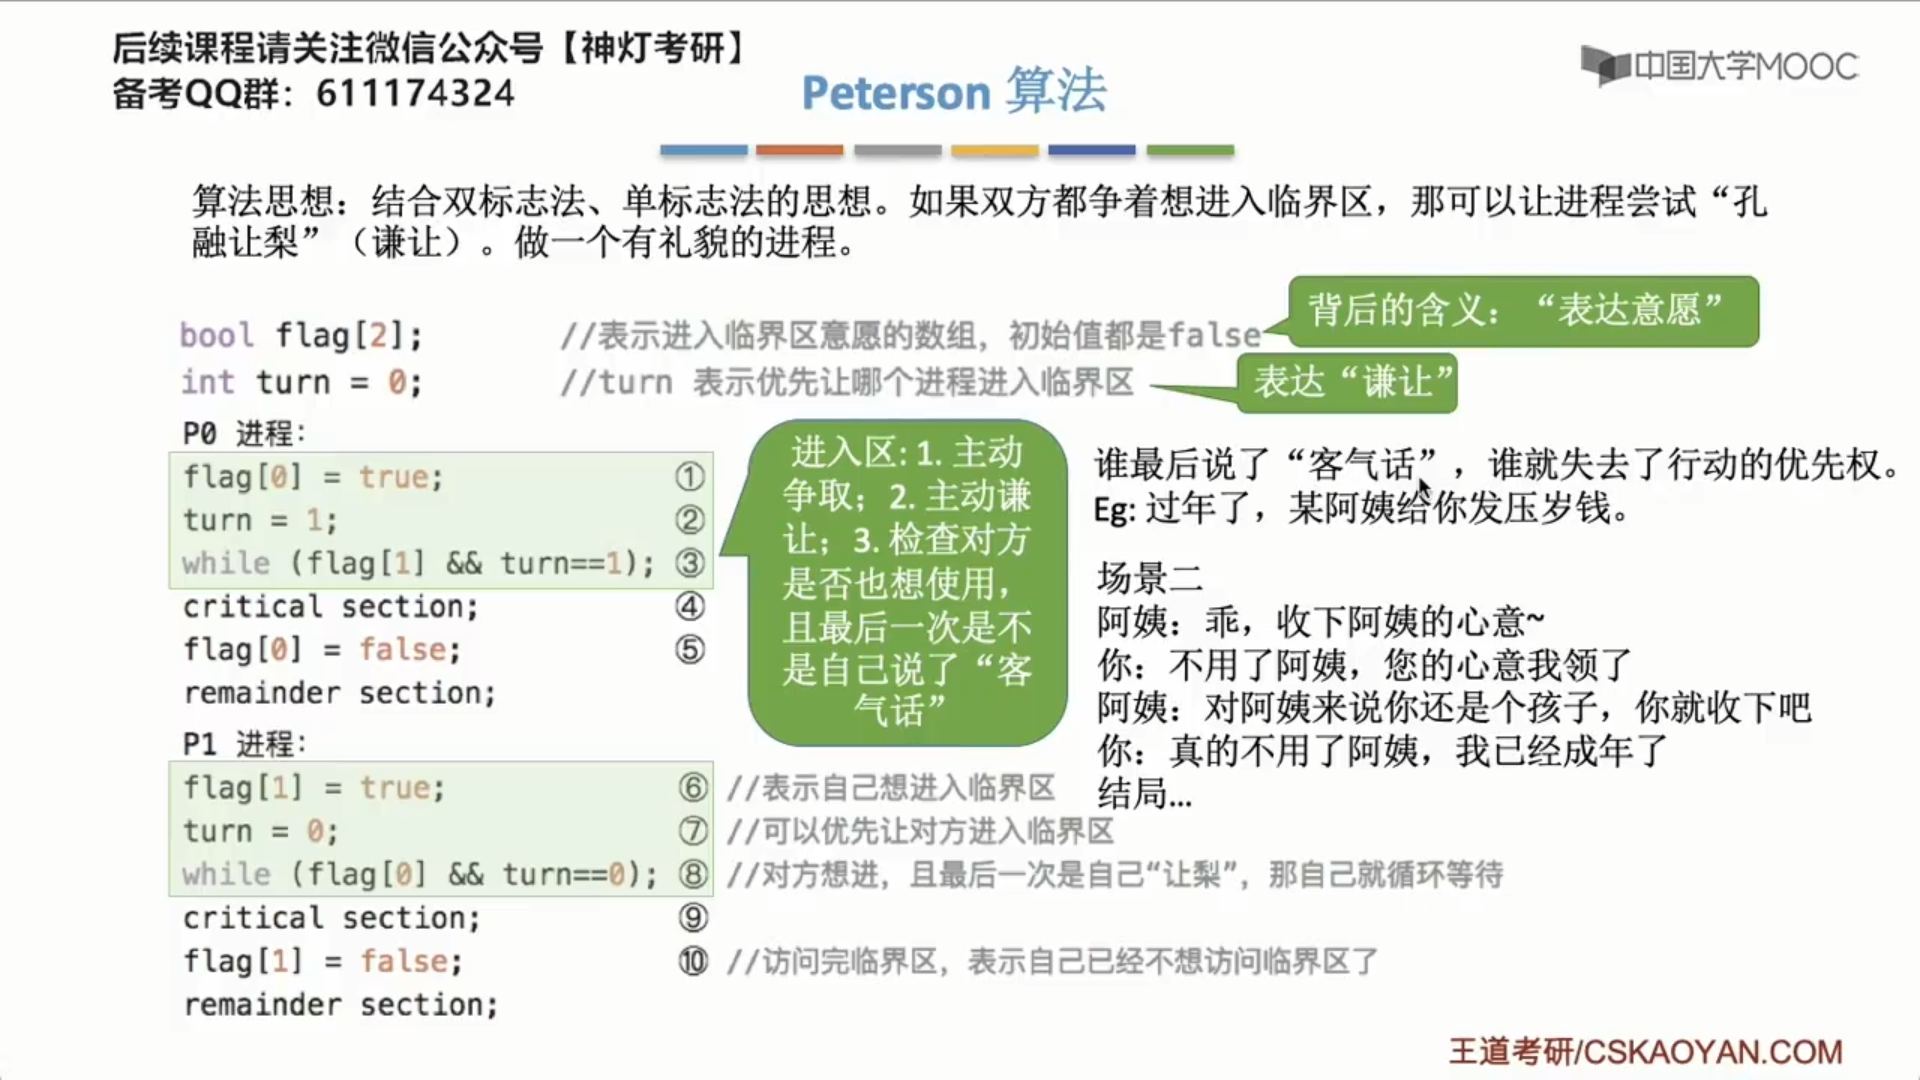 后续课程请关注微信公众号【神灯考研】
备考QQ群：611174324
中国大学MOOC
Peterson 算法
算法思想：结合双标志法、单标志法的思想。如果双方都争着想进入临界区，那可以让进程尝试“孔
融让梨”（谦让）。做一个有礼貌的进程。
背后的含义：“表达意愿”
bool flag[2]; //表示进入临界区意愿的数组，初始值都是false
int turn = 0; //turn 表示优先让哪个进程进入临界区
表达“谦让”
P0 进程：
flag[0] = true; ①
turn = 1; ②
while (flag[1] && turn==1); ③
critical section; ④
flag[0] = false; ⑤
remainder section;
进入区: 1. 主动
争取；2. 主动谦
让；3. 检查对方
是否也想使用，
且最后一次是不
是自己说了“客
气话”
谁最后说了“客气话”，谁就失去了行动的优先权。
Eg: 过年了，某阿姨给你发压岁钱。
场景二
阿姨：乖，收下阿姨的心意~
你：不用了阿姨，您的心意我领了
阿姨：对阿姨来说你还是个孩子，你就收下吧
你：真的不用了阿姨，我已经成年了
结局...
P1 进程：
flag[1] = true; ⑥ //表示自己想进入临界区
turn = 0; ⑦ //可以优先让对方进入临界区
while (flag[0] && turn==0); ⑧ //对方想进，且最后一次是自己“让梨”，那自己就循环等待
critical section; ⑨
flag[1] = false; ⑩ //访问完临界区，表示自己已经不想访问临界区了
remainder section;
王道考研/CSKAOYAN.COM